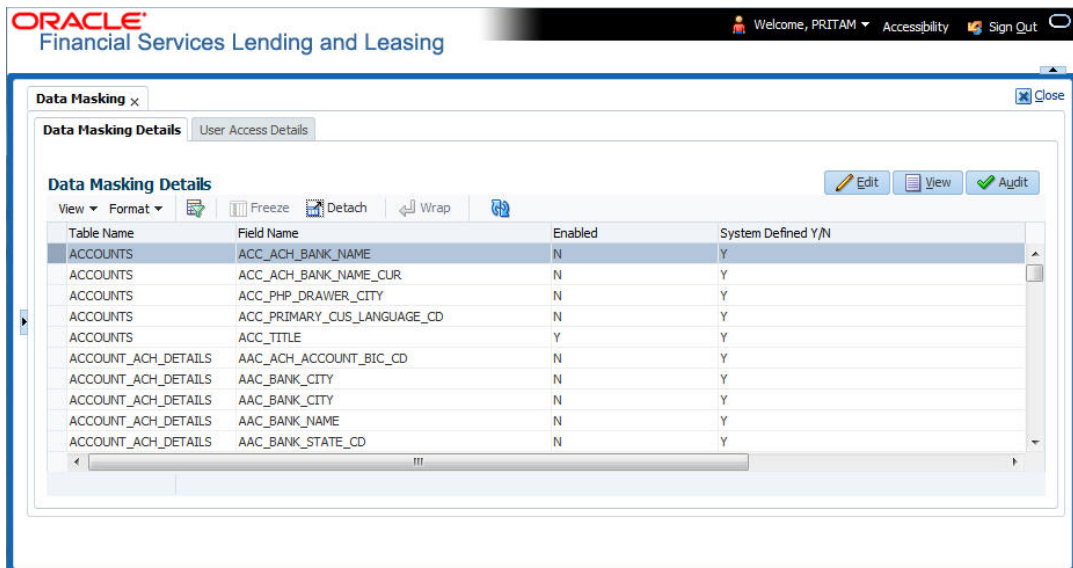 ORACLE
Welcome, PRITAM Accessibility Sign Out
Financial Services Lending and Leasing
Data Masking x
Close
Data Masking Details User Access Details
Data Masking Details
Edit View Audit
View Format Freeze Detach Wrap
Table Name Field Name Enabled System Defined Y/N
ACCOUNTS ACC_ACH_BANK_NAME N Y
ACCOUNTS ACC_ACH_BANK_NAME_CUR N Y
ACCOUNTS ACC_PHP_DRAWER_CITY N Y
ACCOUNTS ACC_PRIMARY_CUS_LANGUAGE_CD N Y
ACCOUNTS ACC_TITLE Y Y
ACCOUNT_ACH_DETAILS AAC_ACH_ACCOUNT_BIC_CD N Y
ACCOUNT_ACH_DETAILS AAC_BANK_CITY N Y
ACCOUNT_ACH_DETAILS AAC_BANK_CITY N Y
ACCOUNT_ACH_DETAILS AAC_BANK_NAME N Y
ACCOUNT_ACH_DETAILS AAC_BANK_STATE_CD N Y